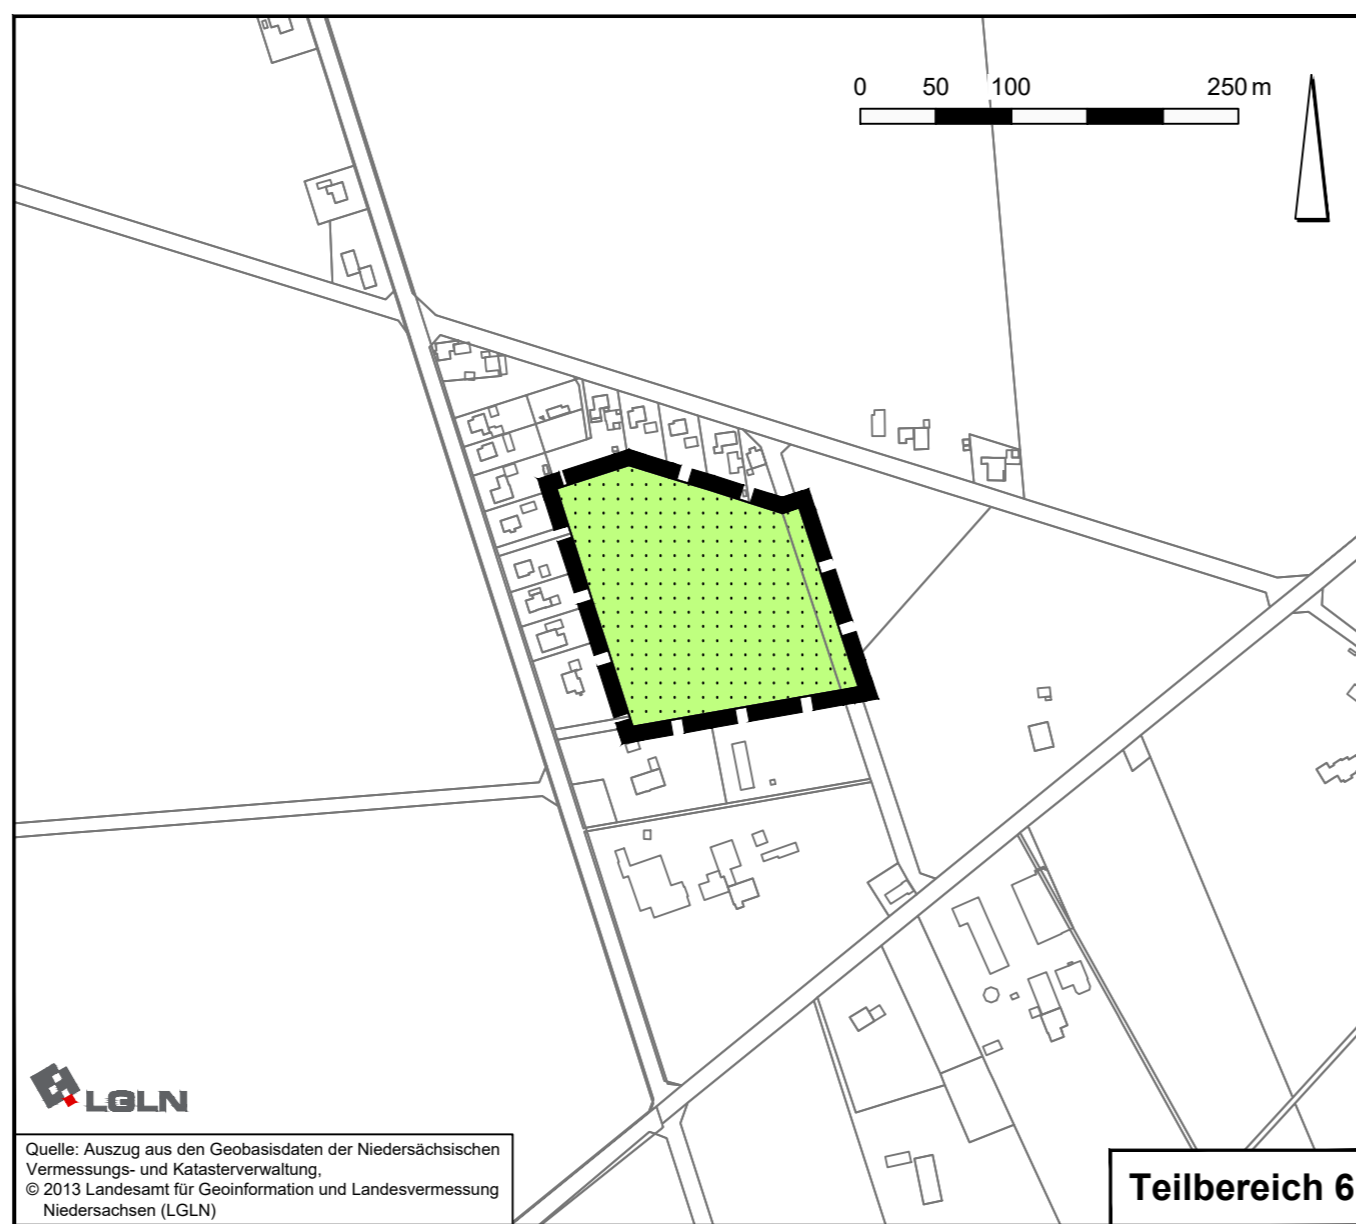 0 50 100 250 m
LGLN
Quelle: Auszug aus den Geobasisdaten der Niedersächsischen
Vermessungs- und Katasterverwaltung,
© 2013 Landesamt für Geoinformation und Landesvermessung
Niedersachsen (LGLN)
Teilbereich 6